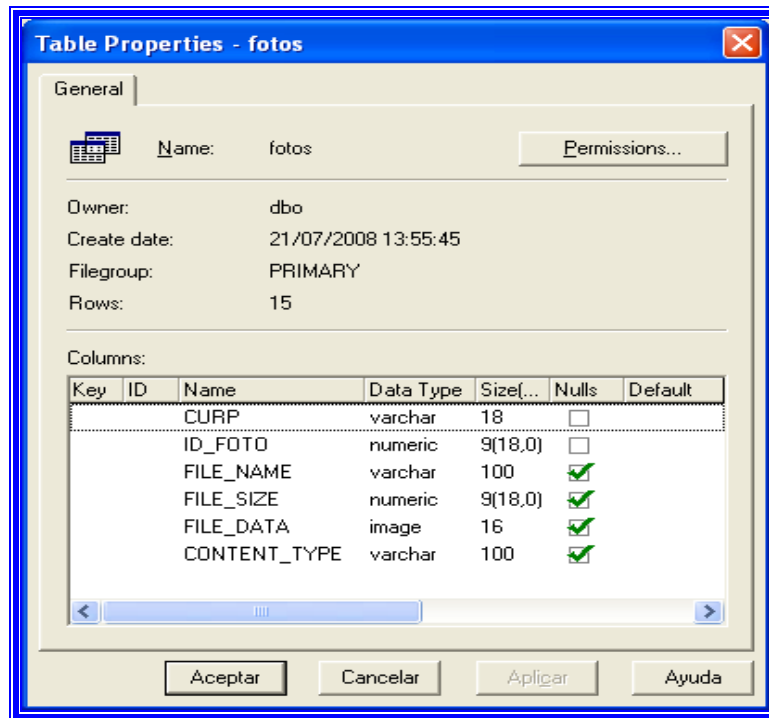 Table Properties - fotos
General
Name: fotos Permissions...
Owner: dbo
Create date: 21/07/2008 13:55:45
Filegroup: PRIMARY
Rows: 15
Columns:
Key ID Name Data Type Size(... Nulls Default
CURP varchar 18
ID_FOTO numeric 9(18,0)
FILE_NAME varchar 100
FILE_SIZE numeric 9(18,0)
FILE_DATA image 16
CONTENT_TYPE varchar 100
Aceptar Cancelar Aplicar Ayuda